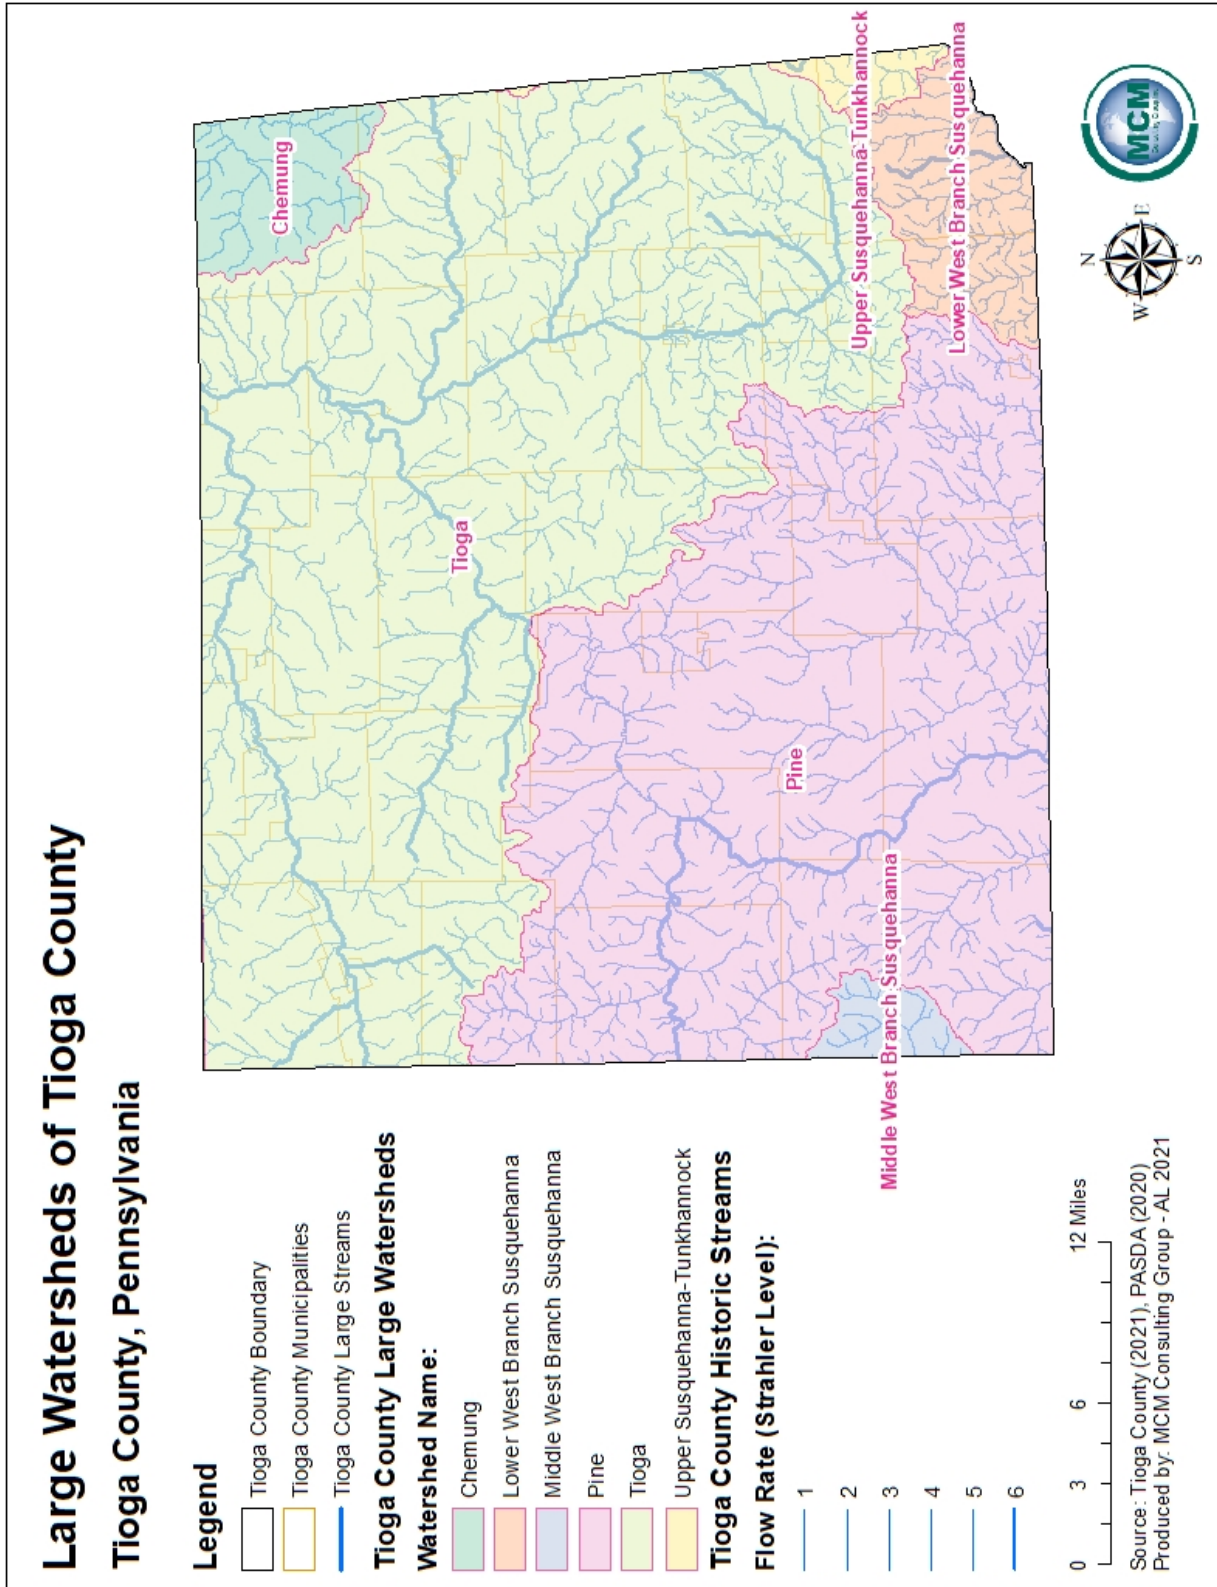 Large Watersheds of Tioga County
Tioga County, Pennsylvania
Legend
Tioga County Boundary
Tioga County Municipalities
Tioga County Large Streams
Tioga County Large Watersheds
Watershed Name:
Chemung
Lower West Branch Susquehanna
Middle West Branch Susquehanna
Pine
Tioga
Upper Susquehanna-Tunkhannock
Tioga County Historic Streams
Flow Rate (Strahler Level):
1
2
3
4
5
6
0 3 6 12 Miles
Source: Tioga County (2021), PASDA (2020)
Produced by: MCM Consulting Group - AL 2021
Chemung
Tioga
Pine
Upper Susquehanna-Tunkhannock
Lower West Branch Susquehanna
Middle West Branch Susquehanna
N
W E
S
MCM